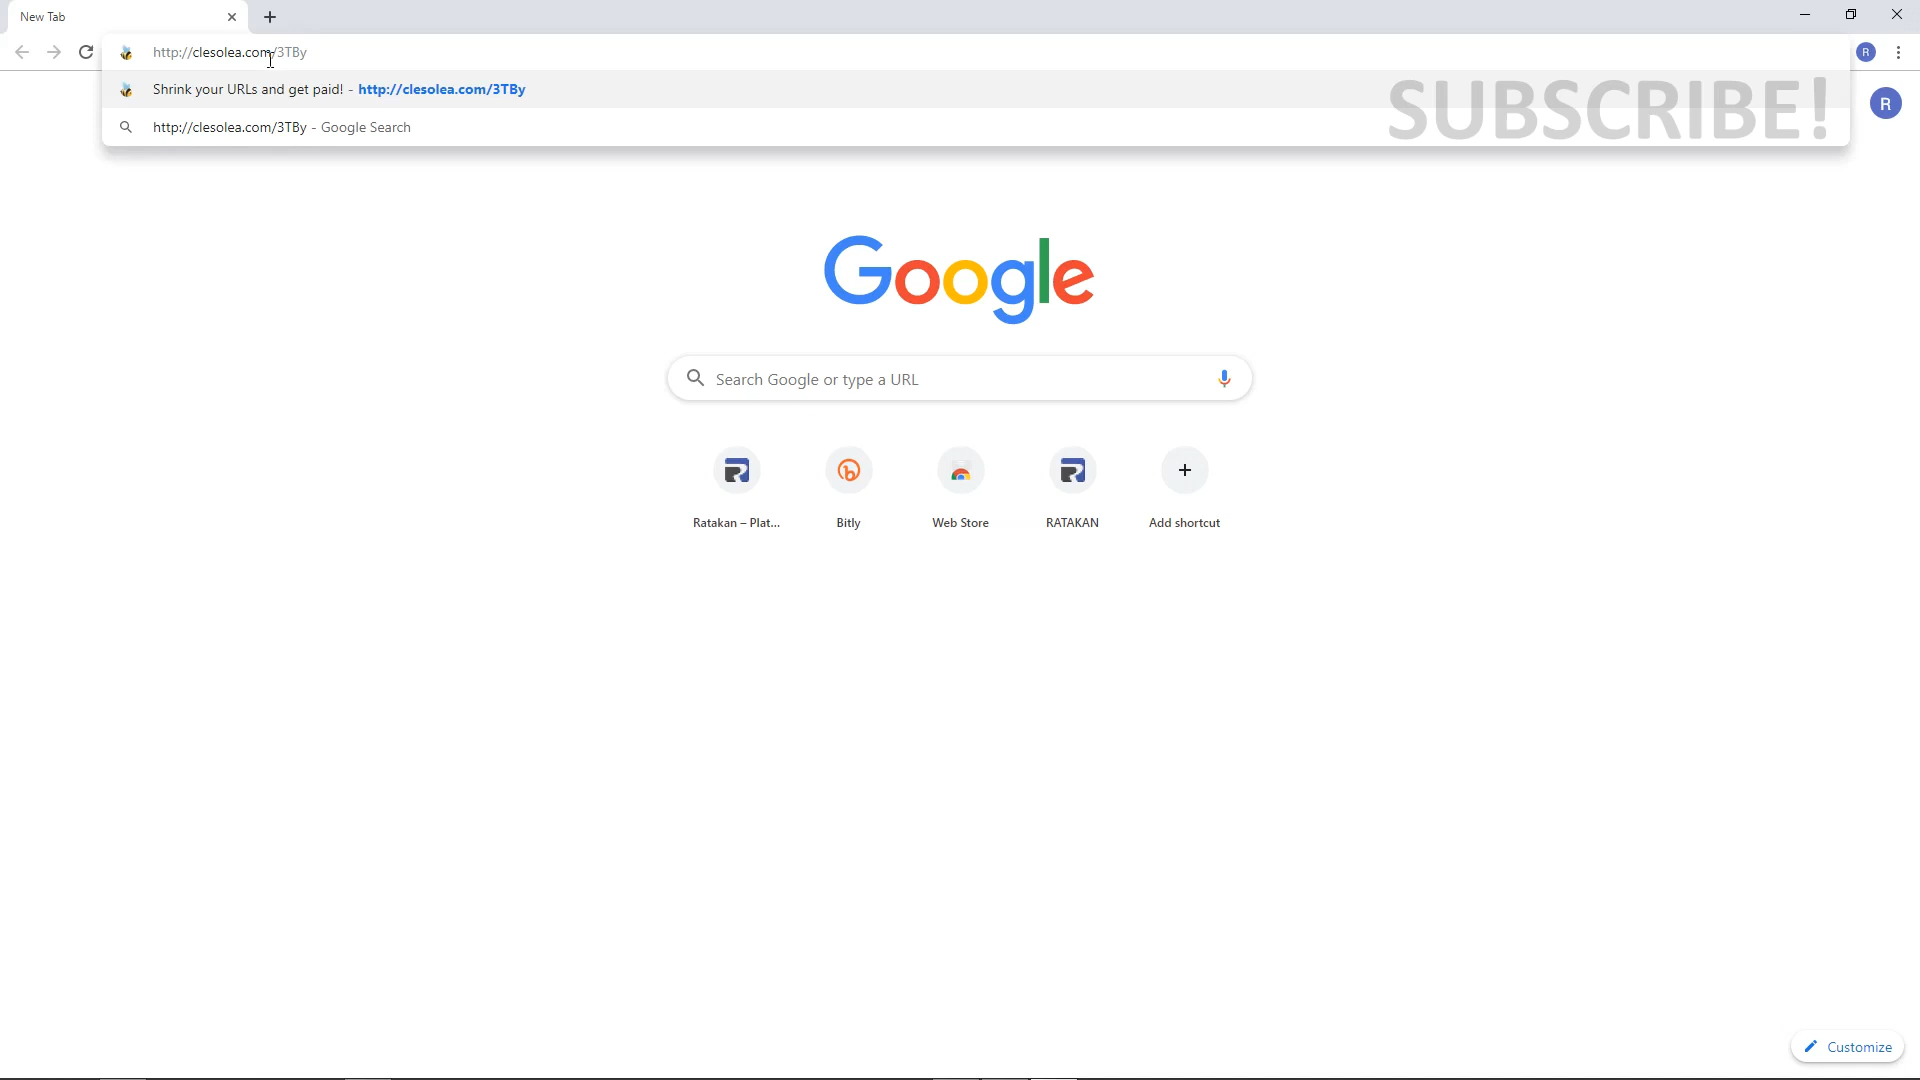 New Tab
http://clesolea.com/3TBy
R
Shrink your URLs and get paid! - http://clesolea.com/3TBy
http://clesolea.com/3TBy - Google Search
SUBSCRIBE!
R
Google
Search Google or type a URL
Ratakan – Plat...
Bitly
Web Store
RATAKAN
Add shortcut
Customize